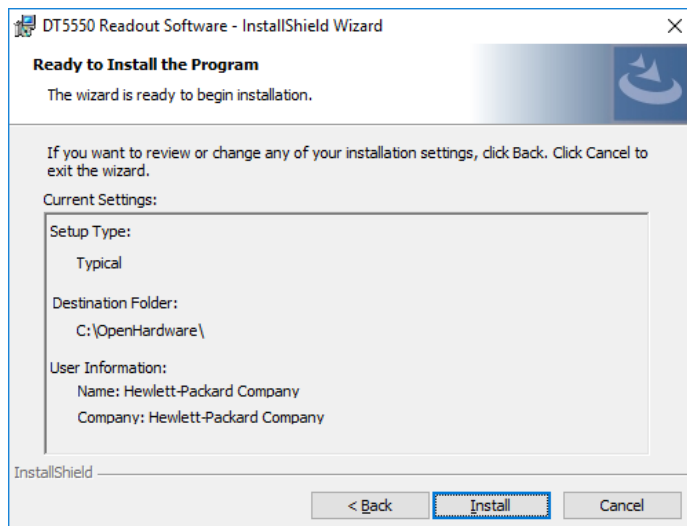 DT5550 Readout Software - InstallShield Wizard
Ready to Install the Program
The wizard is ready to begin installation.
If you want to review or change any of your installation settings, click Back. Click Cancel to
exit the wizard.
Current Settings:
Setup Type:
Typical
Destination Folder:
C:\OpenHardware\
User Information:
Name: Hewlett-Packard Company
Company: Hewlett-Packard Company
InstallShield
< Back
Install
Cancel